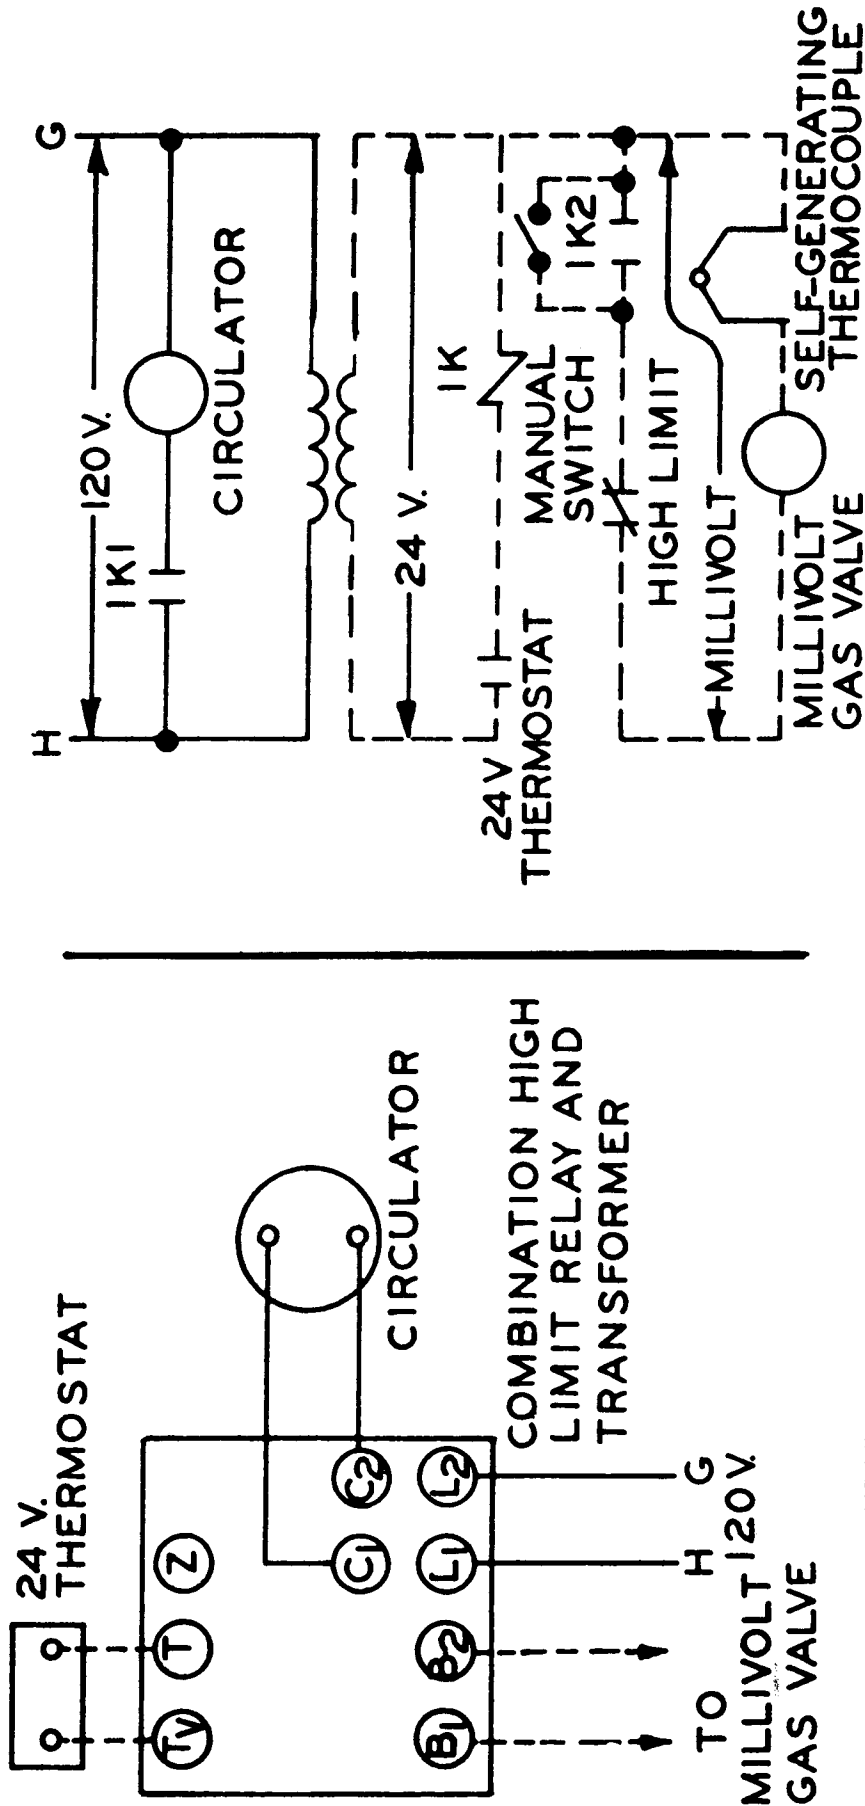 24 V.
THERMOSTAT
TV
T
Z
C1
C2
B1
B2
L1
L2
CIRCULATOR
TO
MILLIVOLT
GAS VALVE
H
G
120V.
COMBINATION HIGH
LIMIT RELAY AND
TRANSFORMER
H
G
120 V.
1K1
CIRCULATOR
24 V.
1K
24V
THERMOSTAT
MANUAL
SWITCH
1K2
HIGH LIMIT
MILLIVOLT
MILLIVOLT
GAS VALVE
SELF-GENERATING
THERMOCOUPLE